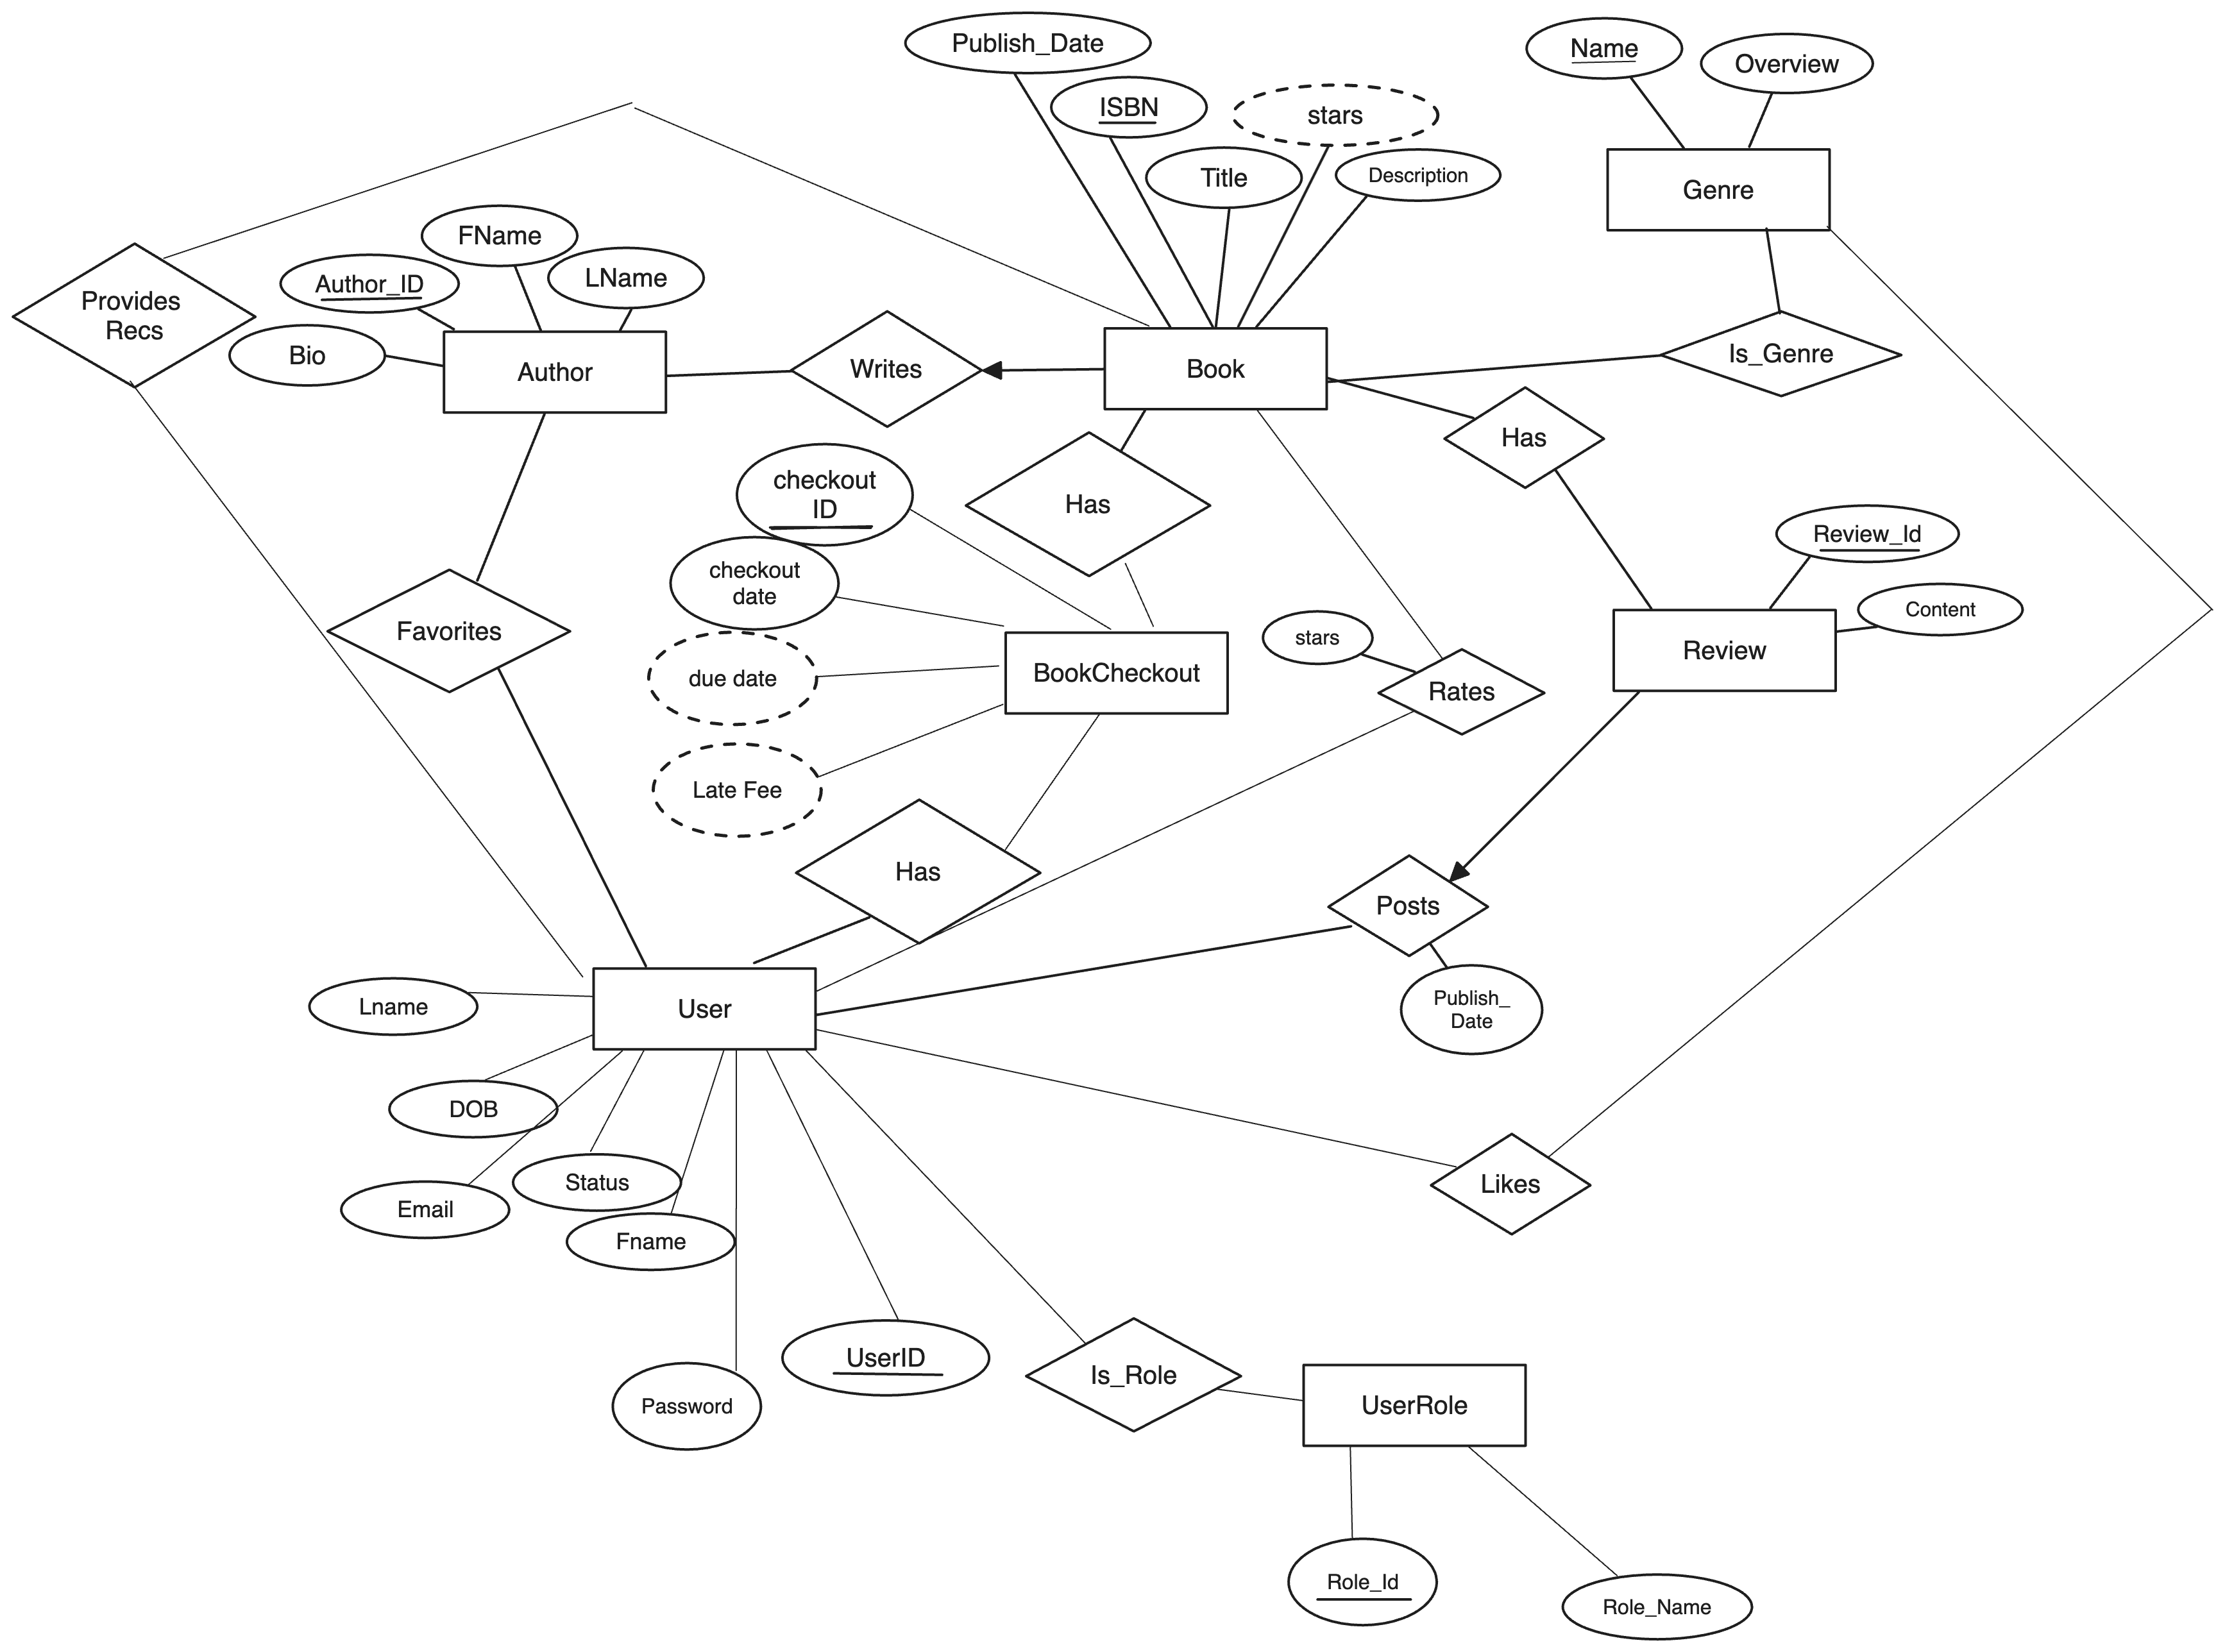 Publish_Date
Name
Overview
ISBN
stars
Title
Description
Genre
FName
LName
Author_ID
Provides
Recs
Bio
Author
Writes
Book
Is_Genre
Has
checkout
ID
Has
Review_Id
checkout
date
Content
Favorites
stars
BookCheckout
Review
due date
Rates
Late Fee
Has
Posts
Lname
User
Publish_
Date
DOB
Status
Likes
Email
Fname
UserID
Is_Role
Password
UserRole
Role_Id
Role_Name